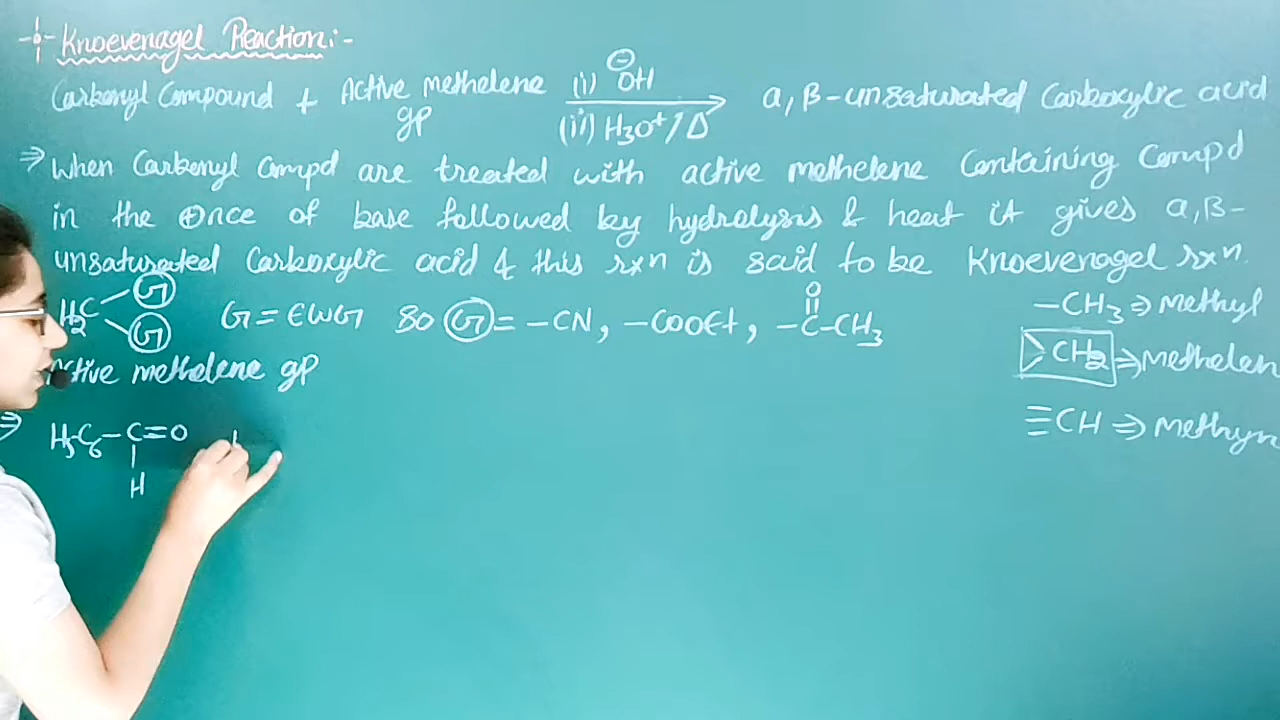 Knoevenagel Reaction:-
Carbonyl Compound + Active methelene gp (i) ⊖OH (ii) H3O+/Δ → α,β-unsaturated Carboxylic acid
⇒ When Carbonyl Compd are treated with active methelene Containing Compd
in the ⊕nce of base followed by hydrolysis & heat it gives α,β-
unsaturated Carboxylic acid & this rxn is said to be Knoevenagel rxn.
H2C G G G = EWG so G = -CN, -COOEt, -C(=O)-CH3
Active methelene gp
⇒ H5C6-C(H)=O
-CH3 ⇒ Methyl
>CH2 ⇒ Methelen
≡CH ⇒ Methyn